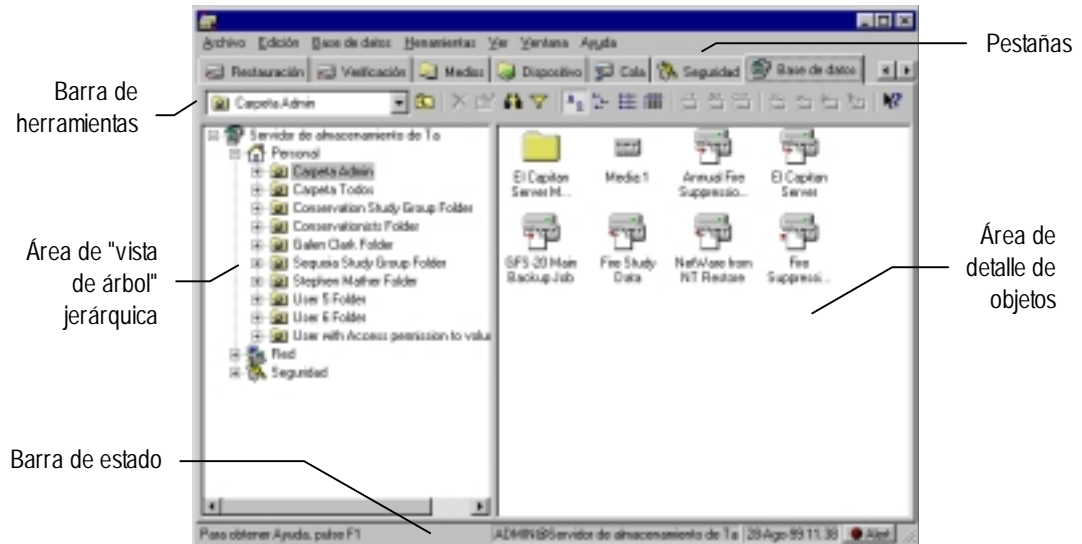 Archivo Edición Base de datos Herramientas Ver Ventana Ayuda
Pestañas
Restauración Verificación Medios Dispositivo Cola Seguridad Base de datos
Barra de
herramientas
Carpeta Admin
Servidor de almacenamiento de Ta
Personal
Carpeta Admin
Carpeta Todos
Conservation Study Group Folder
Conservationists Folder
Galen Clark Folder
Sequoia Study Group Folder
Stephen Mather Folder
User 5 Folder
User 6 Folder
User with Access permission to volu
Red
Seguridad
Área de "vista
de árbol"
jerárquica
El Capitan
Server M...
Media 1
Annual Fire
Suppressio...
El Capitan
Server
GFS-20 Main
Backup Job
Fire Study
Data
NetWare from
NT Restore
Fire
Suppressi...
Área de
detalle de
objetos
Barra de estado
Para obtener Ayuda, pulse F1
ADMIN@Servidor de almacenamiento de Ta 28-Ago-99 11.38 Alert